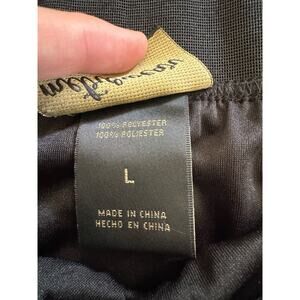 100% POLYESTER
100% POLIESTER
L
MADE IN CHINA
HECHO EN CHINA